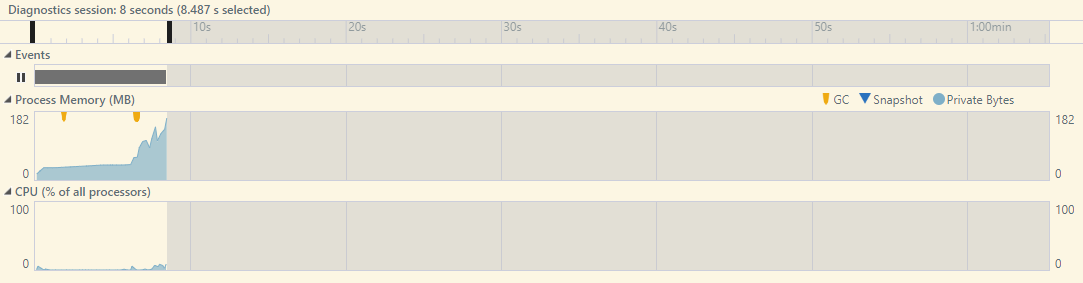 Diagnostics session: 8 seconds (8.487 s selected)
10s 20s 30s 40s 50s 1:00min
Events
Process Memory (MB) GC Snapshot Private Bytes
182 182
0 0
CPU (% of all processors)
100 100
0 0